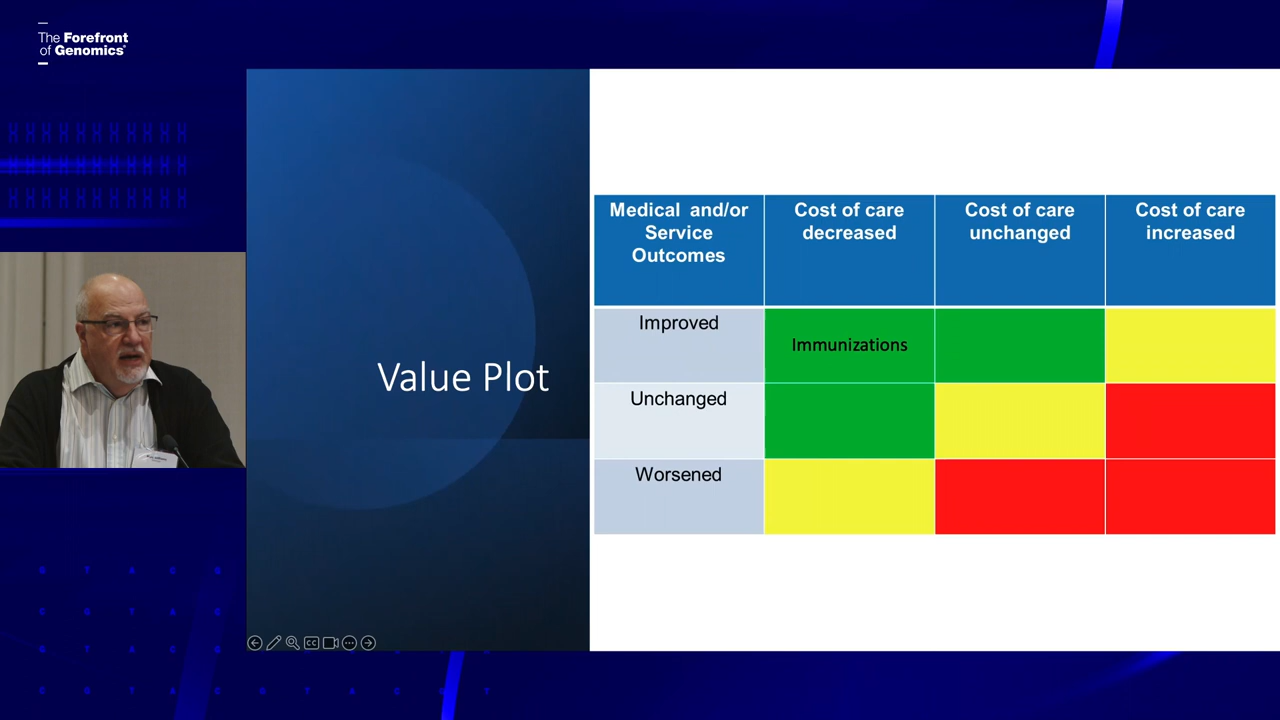 The Forefront
of Genomics®
Value Plot
Medical and/or
Service
Outcomes
Cost of care
decreased
Cost of care
unchanged
Cost of care
increased
Improved
Immunizations
Unchanged
Worsened
CC